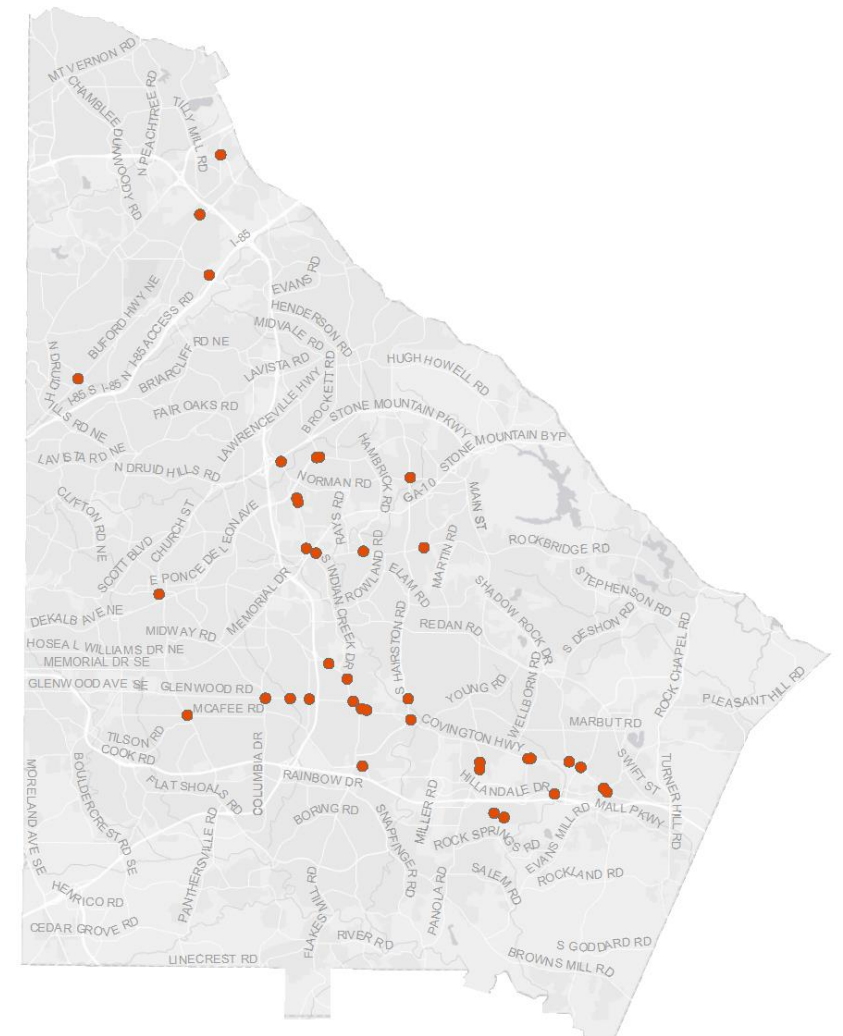 MT VERNON RD
CHAMBLEE DUNWOODY RD
N PEACHTREE RD
TILLY MILL RD
I-85
EVANS RD
HENDERSON RD
MIDVALE RD
BUFORD HWY NE
I-85 N I-85 ACCESS RD
I-85 S
N DRUID HILLS RD NE
BRIARCLIFF RD NE
LAVISTA RD
HUGH HOWELL RD
BROCKETT RD
FAIR OAKS RD
LAWRENCEVILLE HWY
STONE MOUNTAIN PKWY
STONE MOUNTAIN BYP
LAVISTA RD NE
N DRUID HILLS RD
HAMBRICK RD
NORMAN RD
GA-10
MAIN ST
CLIFTON RD NE
CHURCH ST
SCOTT BLVD
E PONCE DE LEON AVE
RAYS RD
ROWLAND RD
MARTIN RD
ROCKBRIDGE RD
S INDIAN CREEK DR
ELAM RD
STEPHENSON RD
DEKALB AVE NE
MEMORIAL DR
MIDWAY RD
SHADOW ROCK DR
S DESHON RD
REDAN RD
ROCK CHAPEL RD
HOSEA L WILLIAMS DR NE
MEMORIAL DR SE
GLENWOOD AVE SE
GLENWOOD RD
S HAIRSTON RD
YOUNG RD
WELLBORN RD
PLEASANT HILL RD
MCAFEE RD
COVINGTON HWY
MARBUT RD
TILSON RD
COOK RD
SWIFT ST
TURNER HILL RD
MORELAND AVE SE
BOULDERCREST RD SE
FLAT SHOALS RD
COLUMBIA DR
RAINBOW DR
HILLANDALE DR
MALL PKWY
BORING RD
SNAPFINGER RD
MILLER RD
ROCK SPRINGS RD
EVANS MILL RD
PANTHERSVILLE RD
SALEM RD
ROCKLAND RD
HENRICO RD
FLAKES MILL RD
PANOLA RD
CEDAR GROVE RD
RIVER RD
S GODDARD RD
LINECREST RD
BROWNS MILL RD